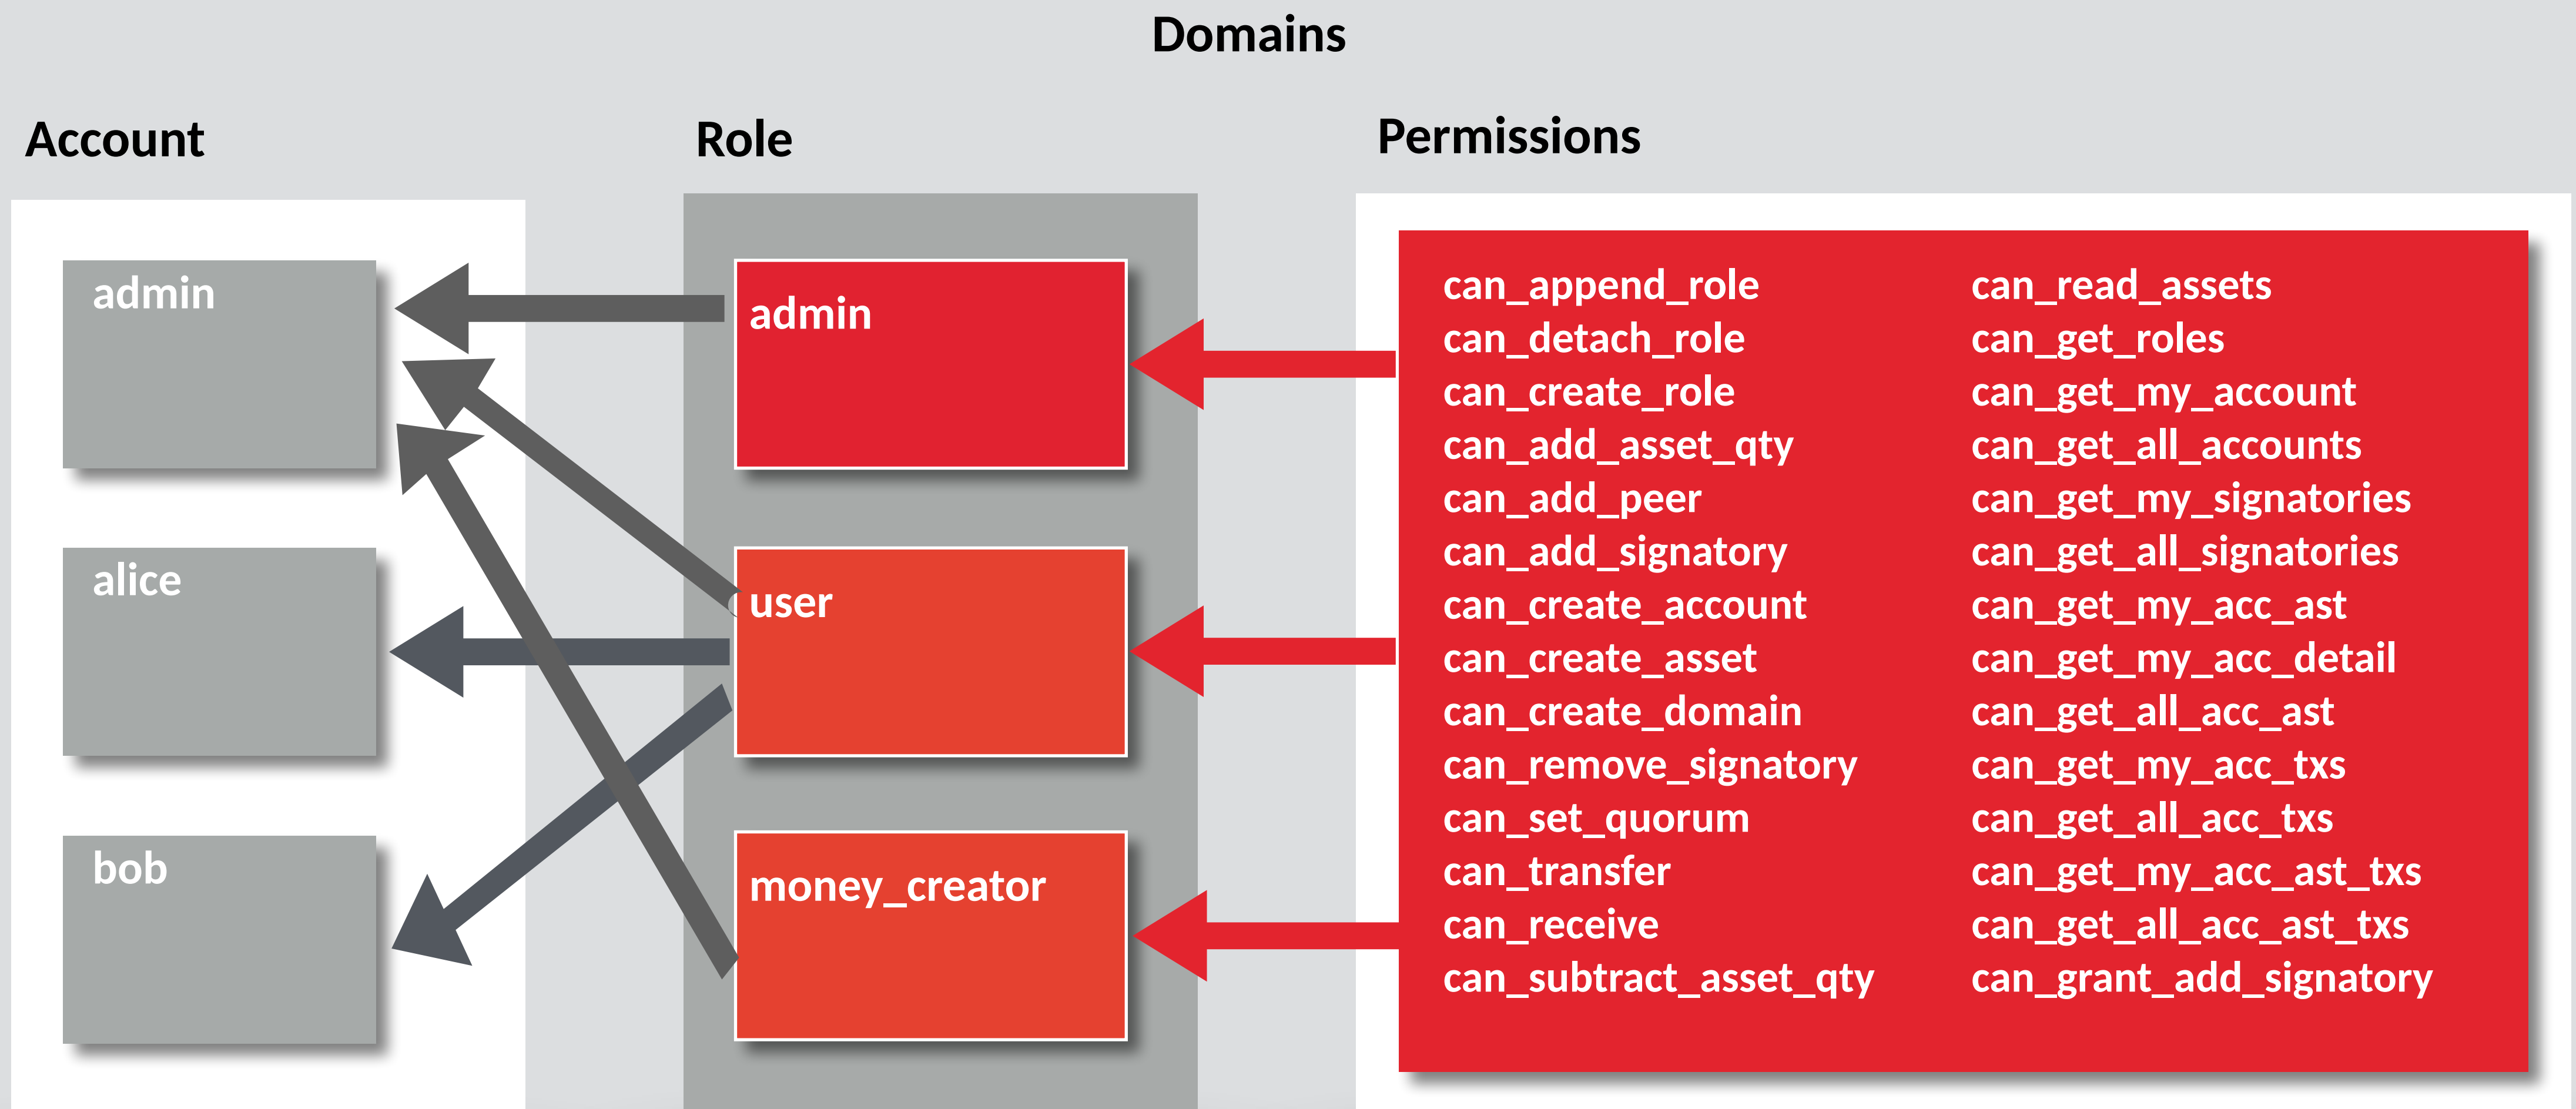 Domains
Account
Role
Permissions
admin
alice
bob
admin
user
money_creator
can_append_role
can_detach_role
can_create_role
can_add_asset_qty
can_add_peer
can_add_signatory
can_create_account
can_create_asset
can_create_domain
can_remove_signatory
can_set_quorum
can_transfer
can_receive
can_subtract_asset_qty
can_read_assets
can_get_roles
can_get_my_account
can_get_all_accounts
can_get_my_signatories
can_get_all_signatories
can_get_my_acc_ast
can_get_my_acc_detail
can_get_all_acc_ast
can_get_my_acc_txs
can_get_all_acc_txs
can_get_my_acc_ast_txs
can_get_all_acc_ast_txs
can_grant_add_signatory